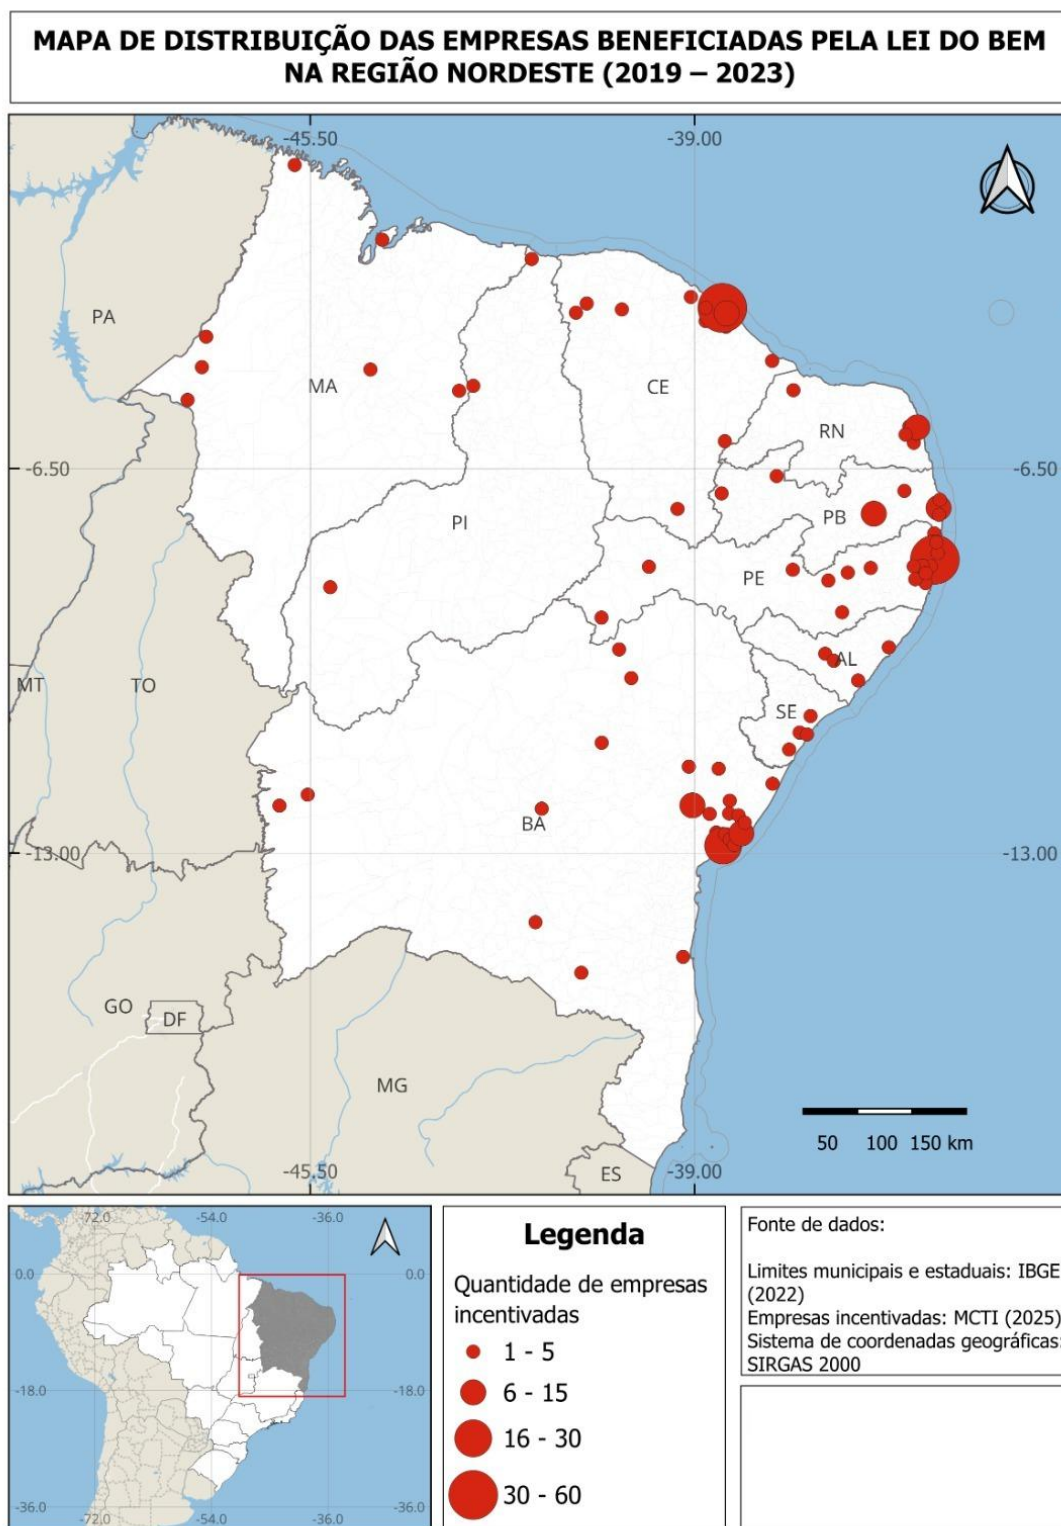 MAPA DE DISTRIBUIÇÃO DAS EMPRESAS BENEFICIADAS PELA LEI DO BEM
NA REGIÃO NORDESTE (2019 – 2023)
-45.50
-39.00
PA
MA
CE
RN
-6.50
-6.50
PI
PB
PE
AL
MT
TO
SE
BA
-13.00
-13.00
GO
DF
MG
50 100 150 km
-45.50
-39.00
ES
-72.0
-54.0
-36.0
0.0
0.0
-18.0
-18.0
-36.0
-36.0
-72.0
-54.0
-36.0
Legenda
Quantidade de empresas
incentivadas
1 - 5
6 - 15
16 - 30
30 - 60
Fonte de dados:
Limites municipais e estaduais: IBGE
(2022)
Empresas incentivadas: MCTI (2025)
Sistema de coordenadas geográficas:
SIRGAS 2000